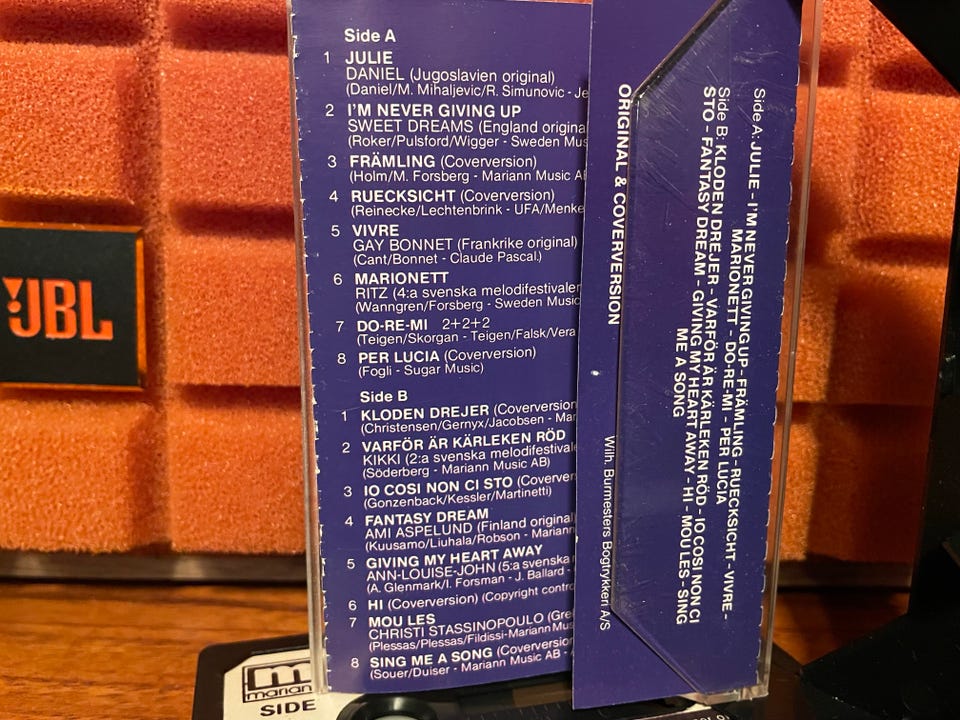 Side A
1 JULIE
DANIEL (Jugoslavien original)
(Daniel/M. Mihaljevic/R. Simunovic - Je
2 I'M NEVER GIVING UP
SWEET DREAMS (England origina
(Roker/Pulsford/Wigger - Sweden Mus
3 FRÄMLING (Coverversion)
(Holm/M. Forsberg - Mariann Music A
4 RUECKSICHT (Coverversion)
(Reinecke/Lechtenbrink - UFA/Menke
5 VIVRE
GAY BONNET (Frankrike original)
(Cant/Bonnet - Claude Pascal.)
6 MARIONETT
RITZ (4:a svenska melodifestivalen
(Wanngren/Forsberg - Sweden Music
7 DO-RE-MI 2+2+2
(Teigen/Skorgan - Teigen/Falsk/Vera
8 PER LUCIA (Coverversion)
(Fogli - Sugar Music)
Side B
1 KLODEN DREJER (Coverversion
(Christensen/Gernyx/Jacobsen - Mar
2 VARFÖR ÄR KÄRLEKEN RÖD
KIKKI (2:a svenska melodifestivale
(Söderberg - Mariann Music AB)
3 IO COSI NON CI STO (Coverver
(Gonzenback/Kessler/Martinetti)
4 FANTASY DREAM
AMI ASPELUND (Finland original
(Kuusamo/Liuhala/Robson - Mariann
5 GIVING MY HEART AWAY
ANN-LOUISE-JOHN (5:a svenska
(A. Glenmark/I. Forsman - J. Ballard -
6 HI (Coverversion) (Copyright contro
7 MOU LES
CHRISTI STASSINOPOULO (Gre
(Plessas/Plessas/Fildissi-Mariann Mus
8 SING ME A SONG (Coverversio
(Souer/Duiser - Mariann Music AB -
ORIGINAL & COVERVERSION
Wilh. Burmesters Bogtrykken A/S
Side A: JULIE - I'M NEVER GIVING UP - FRÄMLING - RUECKSICHT - VIVRE -
MARIONETT - DO-RE-MI - PER LUCIA
Side B: KLODEN DREJER - VARFÖR ÄR KÄRLEKEN RÖD - IO COSI NON CI
STO - FANTASY DREAM - GIVING MY HEART AWAY - HI - MOU LES - SING
ME A SONG
JBL
marian
SIDE